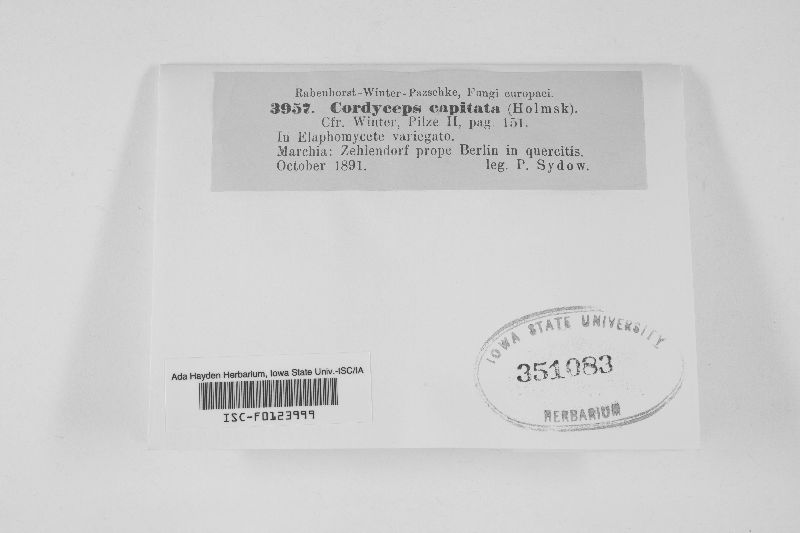 Rabenhorst-Winter-Pazschke, Fungi europaei.
3957. Cordyceps capitata (Holmsk).
Cfr. Winter, Pilze II, pag. 151.
In Elaphomycete variegato.
Marchia: Zehlendorf prope Berlin in quercitis.
October 1891. leg. P. Sydow.
IOWA STATE UNIVERSITY
351083
HERBARIUM
Ada Hayden Herbarium, Iowa State Univ.-ISC/IA
ISC-F0123999